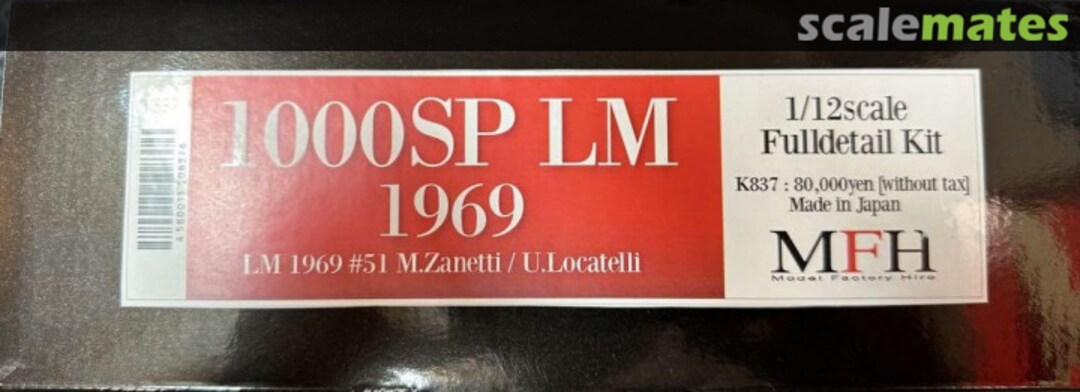 scalemates
1000SP LM
1969
LM 1969 #51 M.Zanetti / U.Locatelli
1/12scale
Fulldetail Kit
K837 : 80,000yen [without tax]
Made in Japan
MFH
Model Factory Hiro